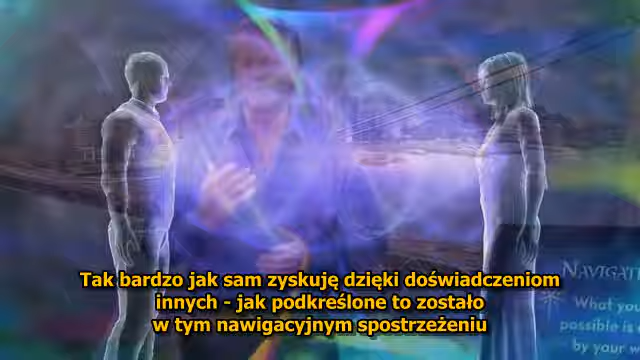 Tak bardzo jak sam zyskuję dzięki doświadczeniom
innych - jak podkreślone to zostało
w tym nawigacyjnym spostrzeżeniu
What you
possible is
by your w